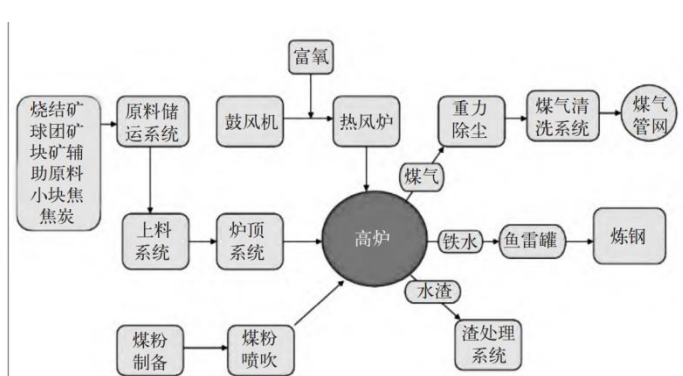 富氧
烧结矿
球团矿
块矿辅
助原料
小块焦
焦炭
原料储
运系统
鼓风机
热风炉
重力
除尘
煤气清
洗系统
煤气
管网
煤气
上料
系统
炉顶
系统
高炉
铁水
鱼雷罐
炼钢
水渣
煤粉
制备
煤粉
喷吹
渣处理
系统